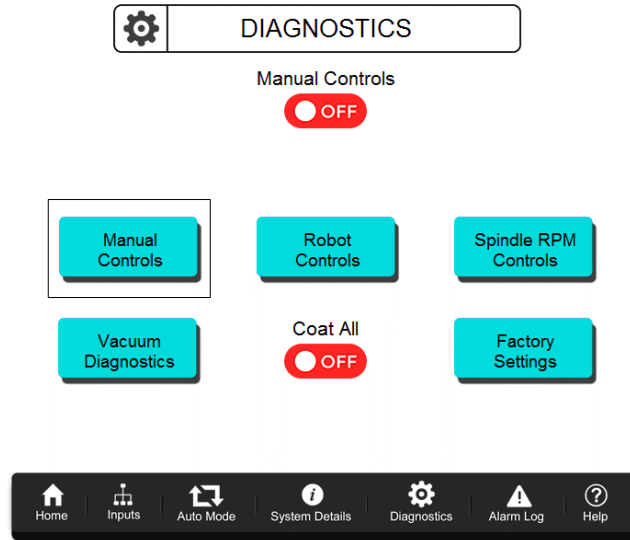 DIAGNOSTICS
Manual Controls
OFF
Manual
Controls
Robot
Controls
Spindle RPM
Controls
Vacuum
Diagnostics
Coat All
OFF
Factory
Settings
Home
Inputs
Auto Mode
System Details
Diagnostics
Alarm Log
Help